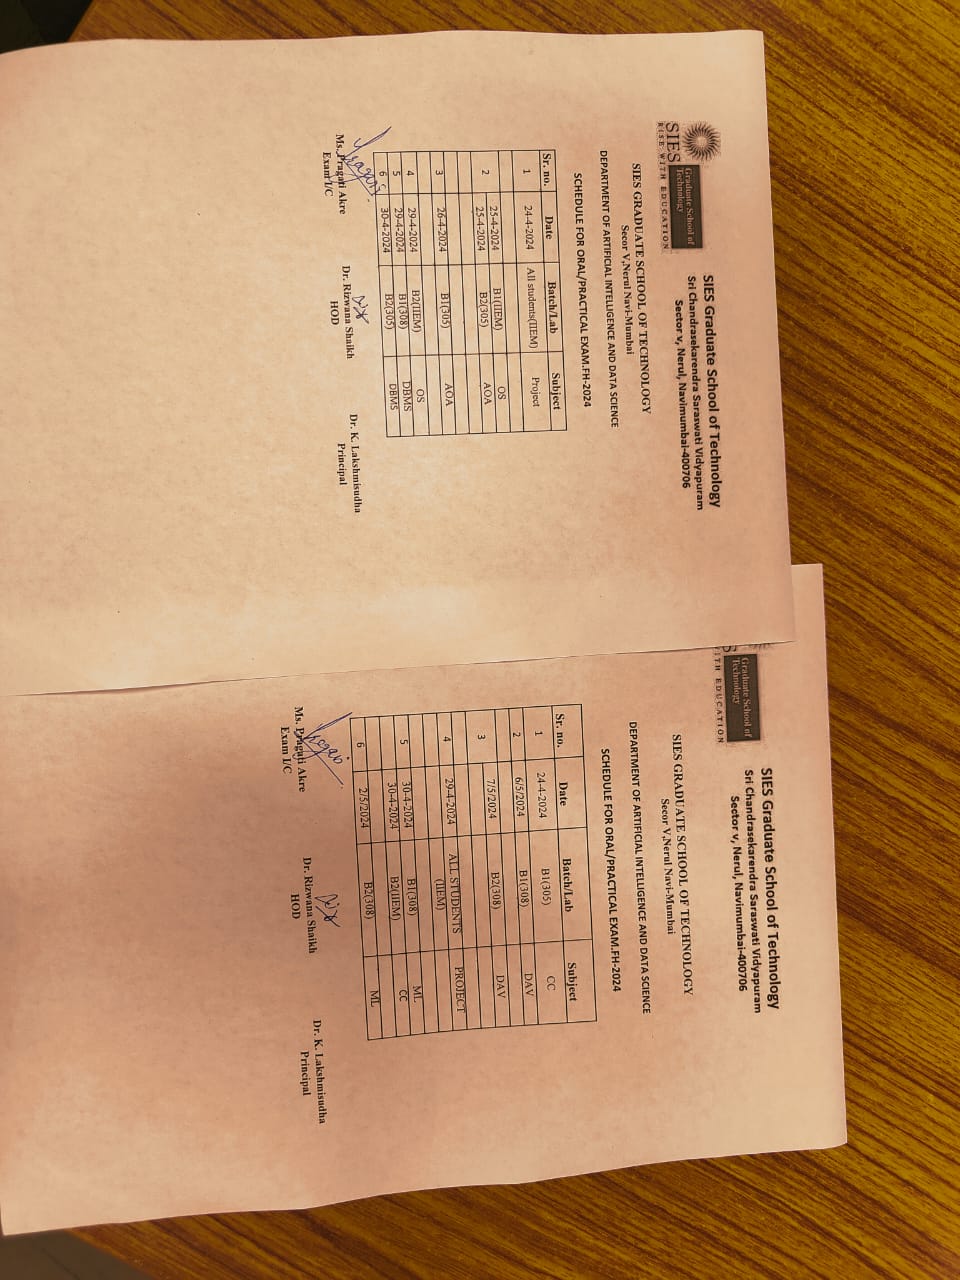 SIES
Graduate School of
Technology
RISE WITH EDUCATION
SIES Graduate School of Technology
Sri Chandrasekarendra Saraswati Vidyapuram
Sector v, Nerul, Navimumbai-400706
SIES GRADUATE SCHOOL OF TECHNOLOGY
Secor V,Nerul Navi-Mumbai
DEPARTMENT OF ARTIFICIAL INTELLIGENCE AND DATA SCIENCE
SCHEDULE FOR ORAL/PRACTICAL EXAM.FH-2024
Sr. no. Date Batch/Lab Subject
1 24-4-2024 All students(IIEM) Project
2 25-4-2024 B1(IIEM) OS
25-4-2024 B2(305) AOA
3 26-4-2024 B1(305) AOA
4 29-4-2024 B2(IIEM) OS
5 29-4-2024 B1(308) DBMS
6 30-4-2024 B2(305) DBMS
Pragati
Ms. Pragati Akre Dr. Rizwana Shaikh Dr. K. Lakshmisudha
Exam I/C HOD Principal
S
Graduate School of
Technology
ITH EDUCATION
SIES Graduate School of Technology
Sri Chandrasekarendra Saraswati Vidyapuram
Sector v, Nerul, Navimumbai-400706
SIES GRADUATE SCHOOL OF TECHNOLOGY
Secor V,Nerul Navi-Mumbai
DEPARTMENT OF ARTIFICIAL INTELLIGENCE AND DATA SCIENCE
SCHEDULE FOR ORAL/PRACTICAL EXAM.FH-2024
Sr. no. Date Batch/Lab Subject
1 24-4-2024 B1(305) CC
2 6/5/2024 B1(308) DAV
3 7/5/2024 B2(308) DAV
4 29-4-2024 ALL STUDENTS PROJECT
(IIEM)
5 30-4-2024 B1(308) ML
30-4-2024 B2(IIEM) CC
6 2/5/2024 B2(308) ML
Pragati
Ms. Pragati Akre Dr. Rizwana Shaikh Dr. K. Lakshmisudha
Exam I/C HOD Principal